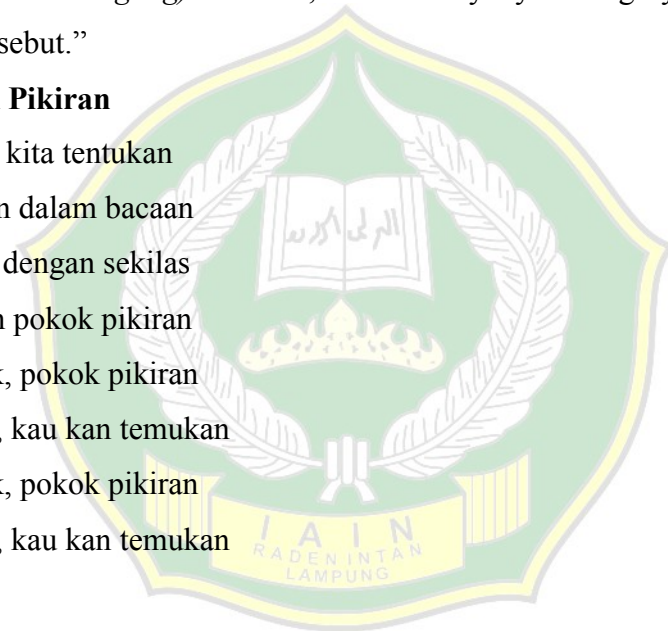 sebut.”
Pikiran
kita tentukan
dalam bacaan
dengan sekilas
pokok pikiran
pokok pikiran
kau kan temukan
pokok pikiran
kau kan temukan
I A I N
RADEN INTAN
LAMPUNG